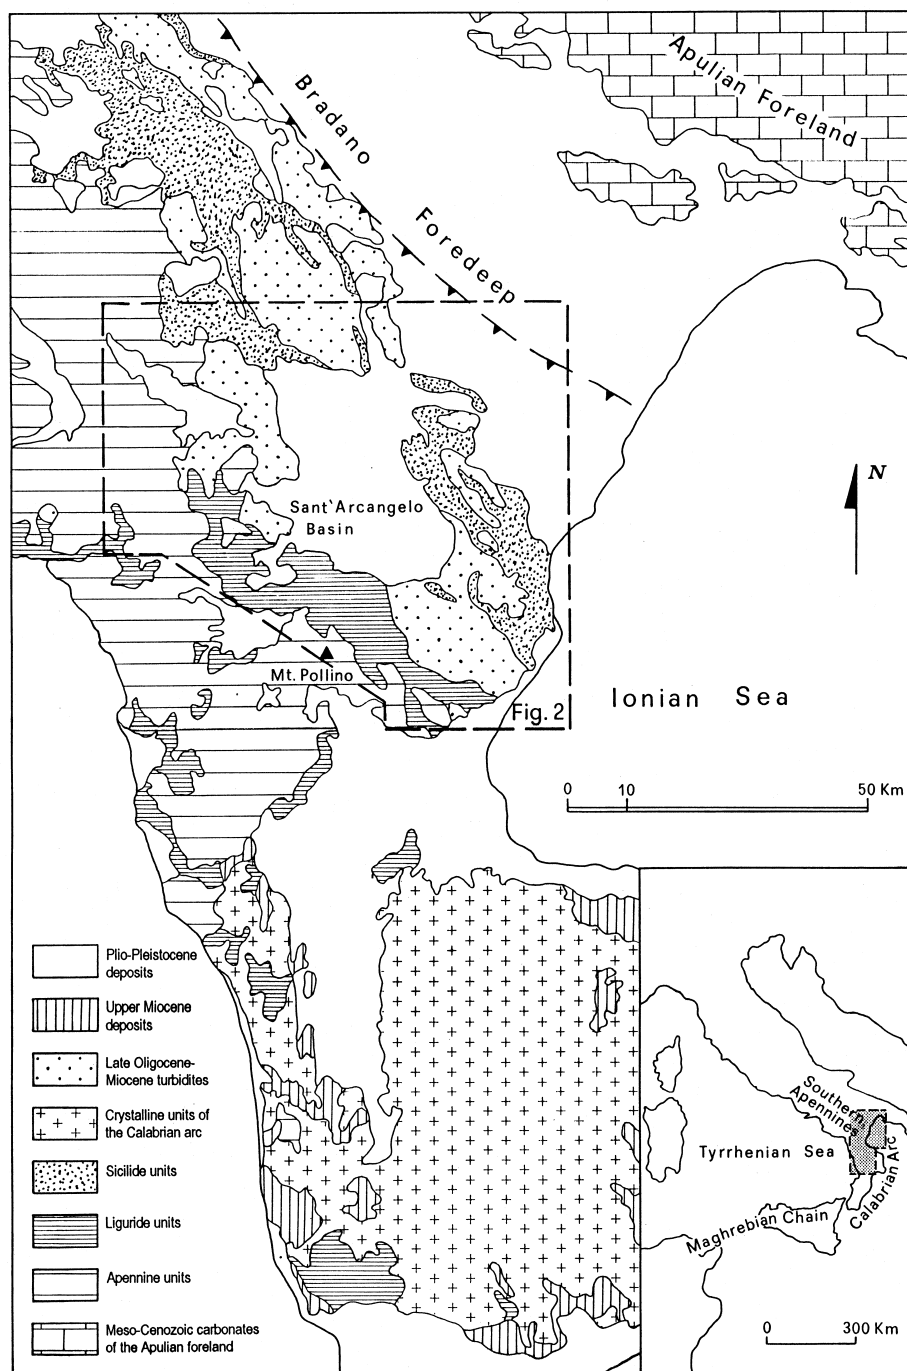 Apulian Foreland
Bradano
Foredeep
N
Sant'Arcangelo
Basin
Mt. Pollino
Fig. 2
Ionian Sea
0 10 50 Km
Plio-Pleistocene
deposits
Upper Miocene
deposits
Late Oligocene-
Miocene turbidites
Crystalline units of
the Calabrian arc
Sicilide units
Liguride units
Apennine units
Meso-Cenozoic carbonates
of the Apulian foreland
Southern
Apennines
Tyrrhenian Sea
Calabrian Arc
Maghrebian Chain
0 300 Km